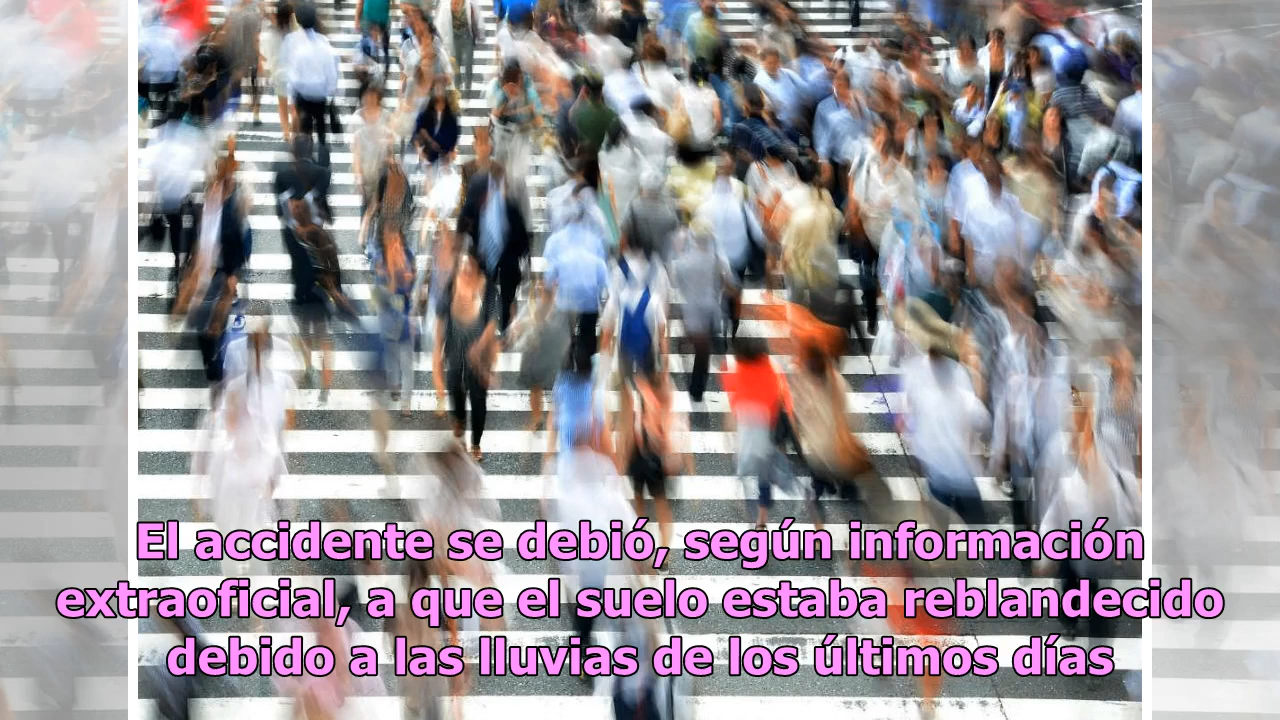 El accidente se debió, según información
extraoficial, a que el suelo estaba reblandecido
debido a las lluvias de los últimos días